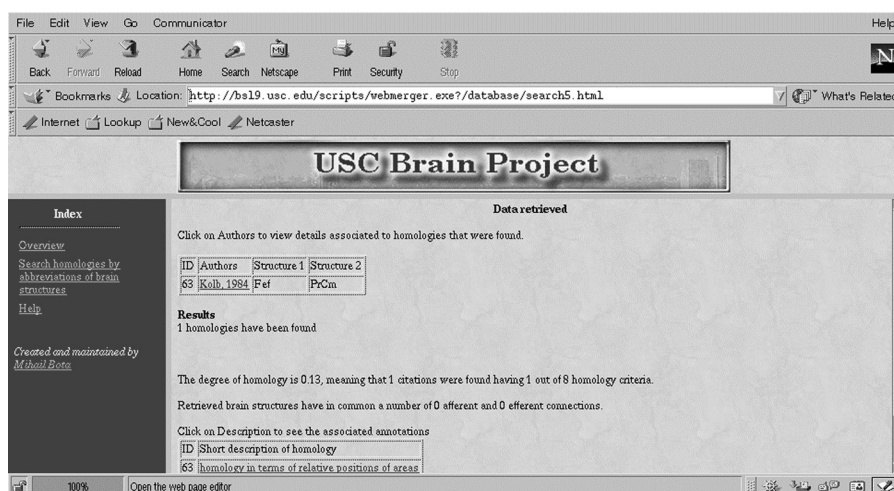 File Edit View Go Communicator Help
Back Forward Reload Home Search Netscape Print Security Stop
My
N
Bookmarks Location: http://bsl9.usc.edu/scripts/webmerger.exe?/database/search5.html What's Related
Internet Lookup New&Cool Netcaster
USC Brain Project
Index
Overview
Search homologies by
abbreviations of brain
structures
Help
Created and maintained by
Mihail Bota
Data retrieved
Click on Authors to view details associated to homologies that were found.
ID Authors Structure 1 Structure 2
63 Kolb, 1984 Fef PrCm
Results
1 homologies have been found
The degree of homology is 0.13, meaning that 1 citations were found having 1 out of 8 homology criteria.
Retrieved brain structures have in common a number of 0 afferent and 0 efferent connections.
Click on Description to see the associated annotations
ID Short description of homology
63 homology in terms of relative positions of areas
100% Open the web page editor